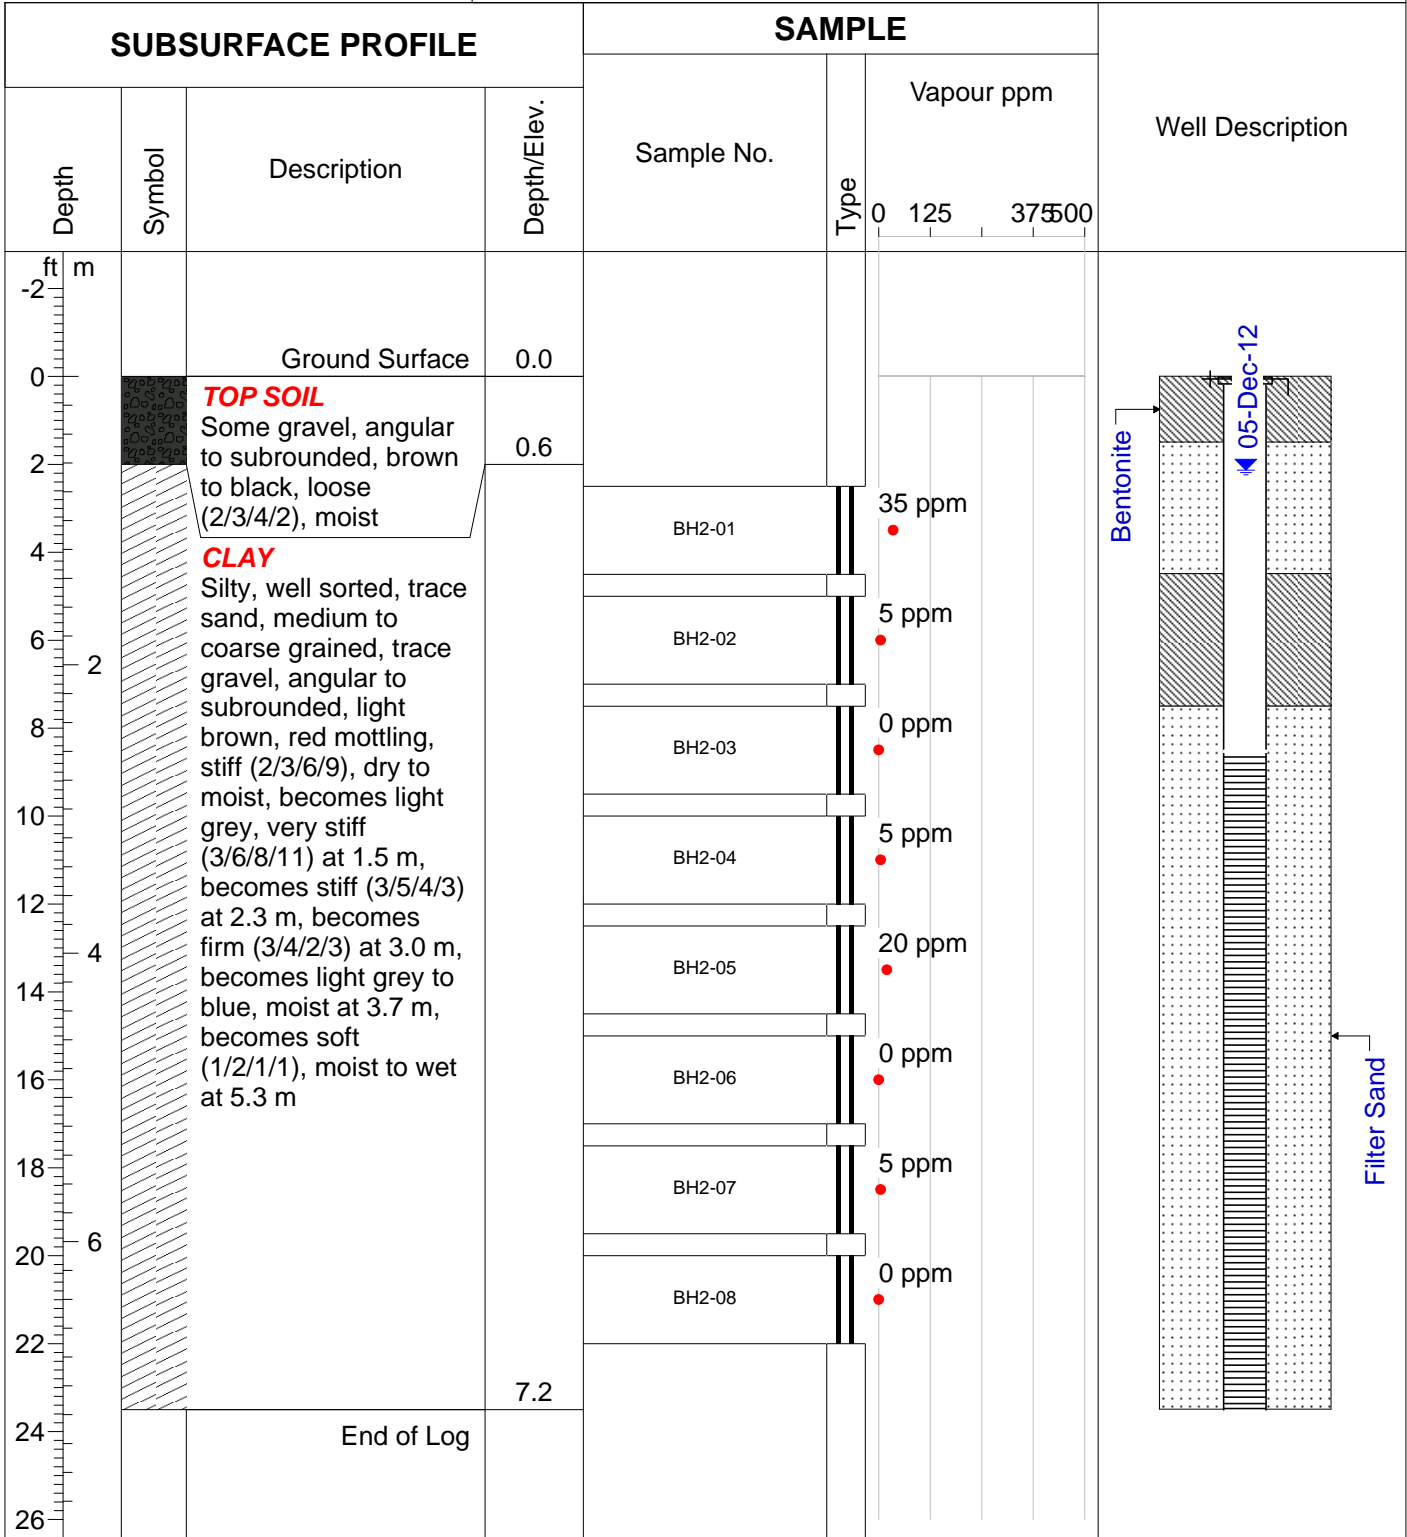 SUBSURFACE PROFILE
SAMPLE
Depth
Symbol
Description
Depth/Elev.
Sample No.
Type
Vapour ppm
0 125 375 500
Well Description
ft m
-2
Ground Surface 0.0
0
TOP SOIL
Some gravel, angular
to subrounded, brown
to black, loose
(2/3/4/2), moist
0.6
2
CLAY
Silty, well sorted, trace
sand, medium to
coarse grained, trace
gravel, angular to
subrounded, light
brown, red mottling,
stiff (2/3/6/9), dry to
moist, becomes light
grey, very stiff
(3/6/8/11) at 1.5 m,
becomes stiff (3/5/4/3)
at 2.3 m, becomes
firm (3/4/2/3) at 3.0 m,
becomes light grey to
blue, moist at 3.7 m,
becomes soft
(1/2/1/1), moist to wet
at 5.3 m
7.2
End of Log
4
6
8
10
12
14
16
18
20
22
24
26
2
4
6
BH2-01
35 ppm
BH2-02
5 ppm
BH2-03
0 ppm
BH2-04
5 ppm
BH2-05
20 ppm
BH2-06
0 ppm
BH2-07
5 ppm
BH2-08
0 ppm
Bentonite
05-Dec-12
Filter Sand